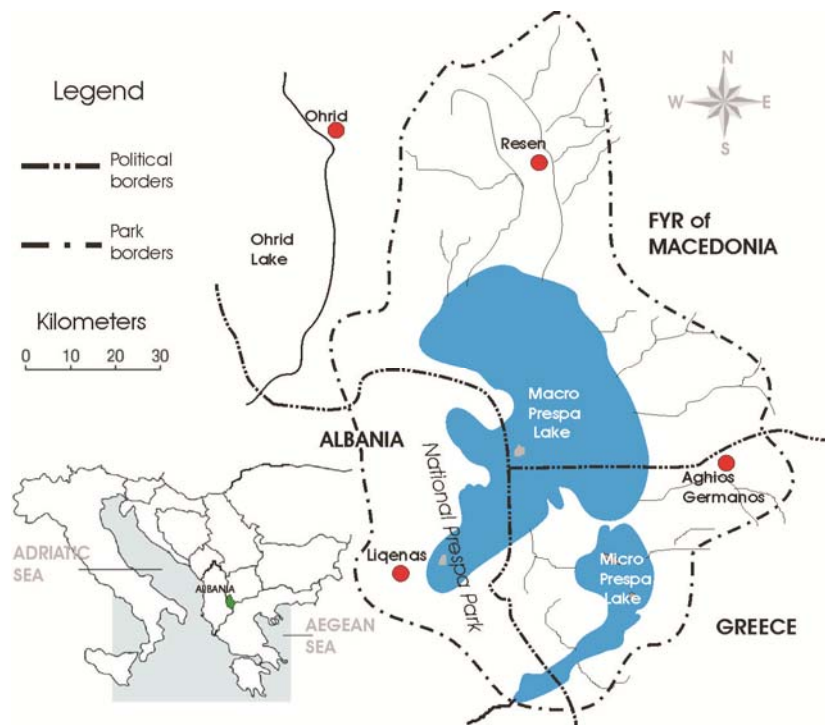 Legend
Political
borders
Park
borders
Kilometers
0 10 20 30
N
W E
S
Ohrid
Resen
Ohrid
Lake
FYR of
MACEDONIA
Macro
Prespa
Lake
ALBANIA
National Prespa Park
Aghios
Germanos
Liqenas
Micro
Prespa
Lake
GREECE
ADRIATIC
SEA
ALBANIA
AEGEAN
SEA